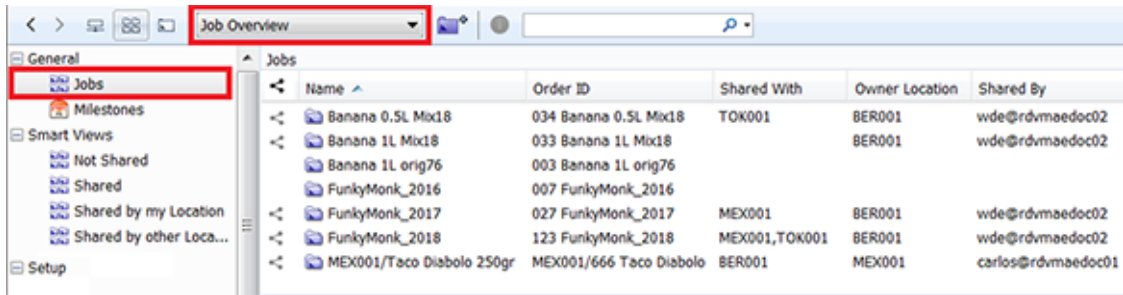 Job Overview
General
Jobs
Milestones
Smart Views
Not Shared
Shared
Shared by my Location
Shared by other Loca...
Setup
Jobs
Name Order ID Shared With Owner Location Shared By
Banana 0.5L Mix18 034 Banana 0.5L Mix18 TOK001 BER001 wde@rdvmaedoc02
Banana 1L Mix18 033 Banana 1L Mix18 BER001 wde@rdvmaedoc02
Banana 1L orig76 003 Banana 1L orig76
FunkyMonk_2016 007 FunkyMonk_2016
FunkyMonk_2017 027 FunkyMonk_2017 MEX001 BER001 wde@rdvmaedoc02
FunkyMonk_2018 123 FunkyMonk_2018 MEX001,TOK001 BER001 wde@rdvmaedoc02
MEX001/Taco Diabolo 250gr MEX001/666 Taco Diabolo BER001 MEX001 carlos@rdvmaedoc01